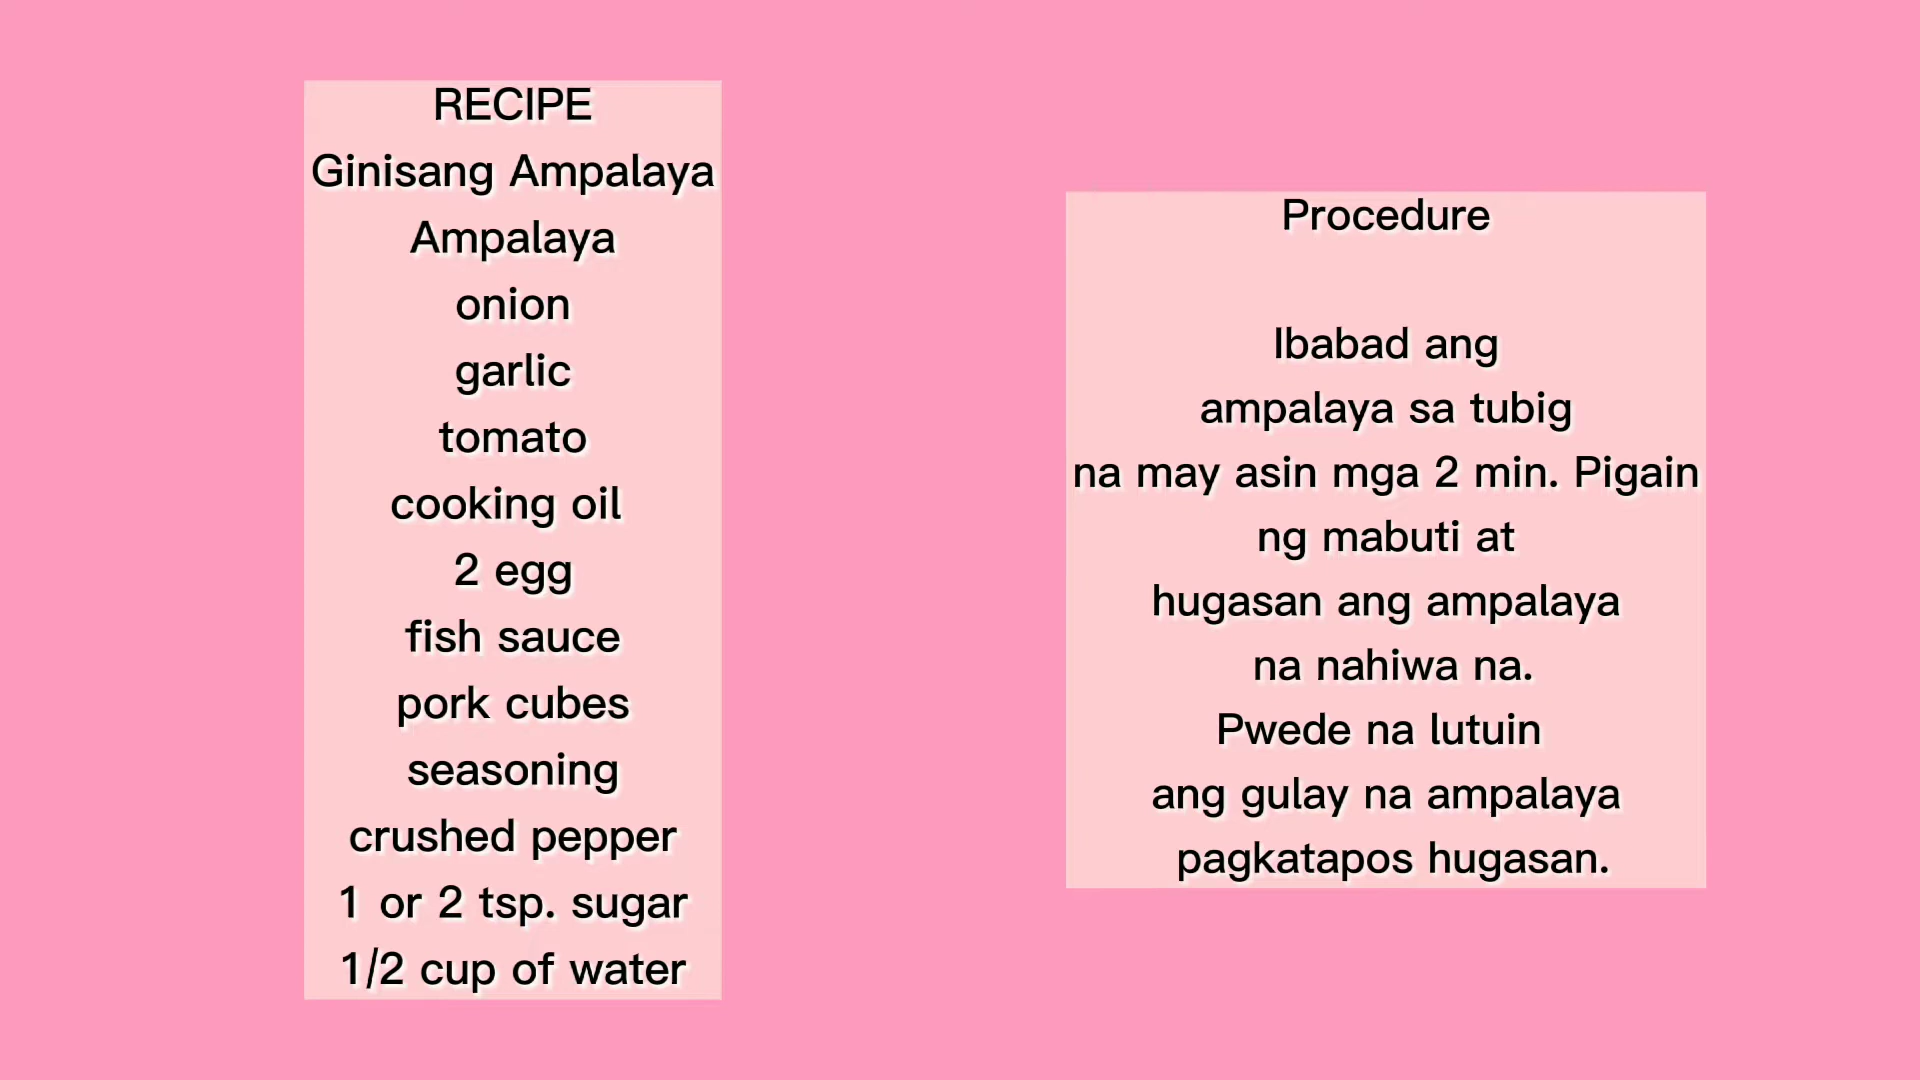 RECIPE
Ginisang Ampalaya
Ampalaya
onion
garlic
tomato
cooking oil
2 egg
fish sauce
pork cubes
seasoning
crushed pepper
1 or 2 tsp. sugar
1/2 cup of water
Procedure
Ibabad ang
ampalaya sa tubig
na may asin mga 2 min. Pigain
ng mabuti at
hugasan ang ampalaya
na nahiwa na.
Pwede na lutuin
ang gulay na ampalaya
pagkatapos hugasan.